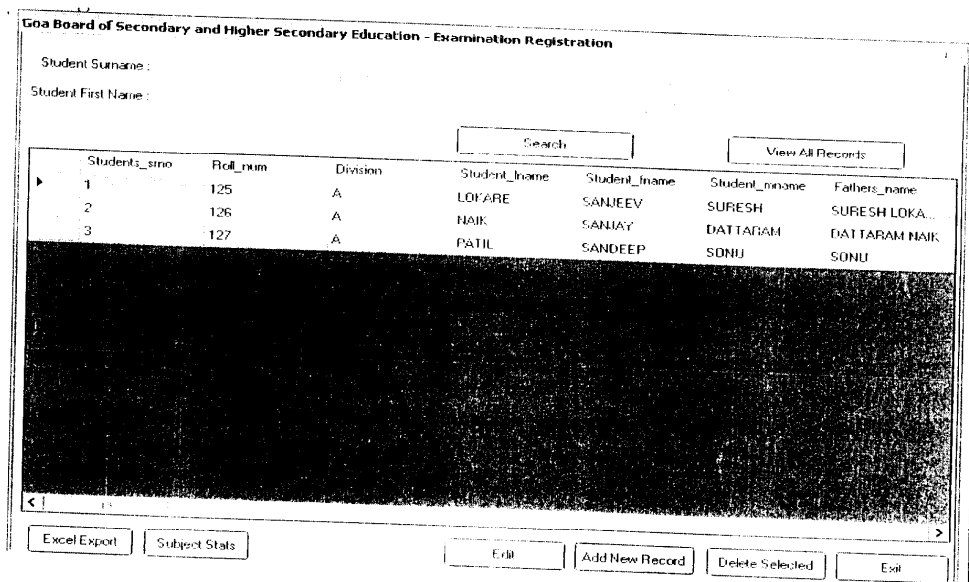 Goa Board of Secondary and Higher Secondary Education - Examination Registration
Student Surname :
Student First Name :
Search View All Records
Students_srno Roll_num Division Student_lname Student_fname Student_mname Fathers_name
1 125 A LOKARE SANJEEV SURESH SURESH LOKA...
2 126 A NAIK SANJAY DATTARAM DATTARAM NAIK
3 127 A PATIL SANDEEP SONU SONU
Excel Export Subject Stats Edit Add New Record Delete Selected Exit